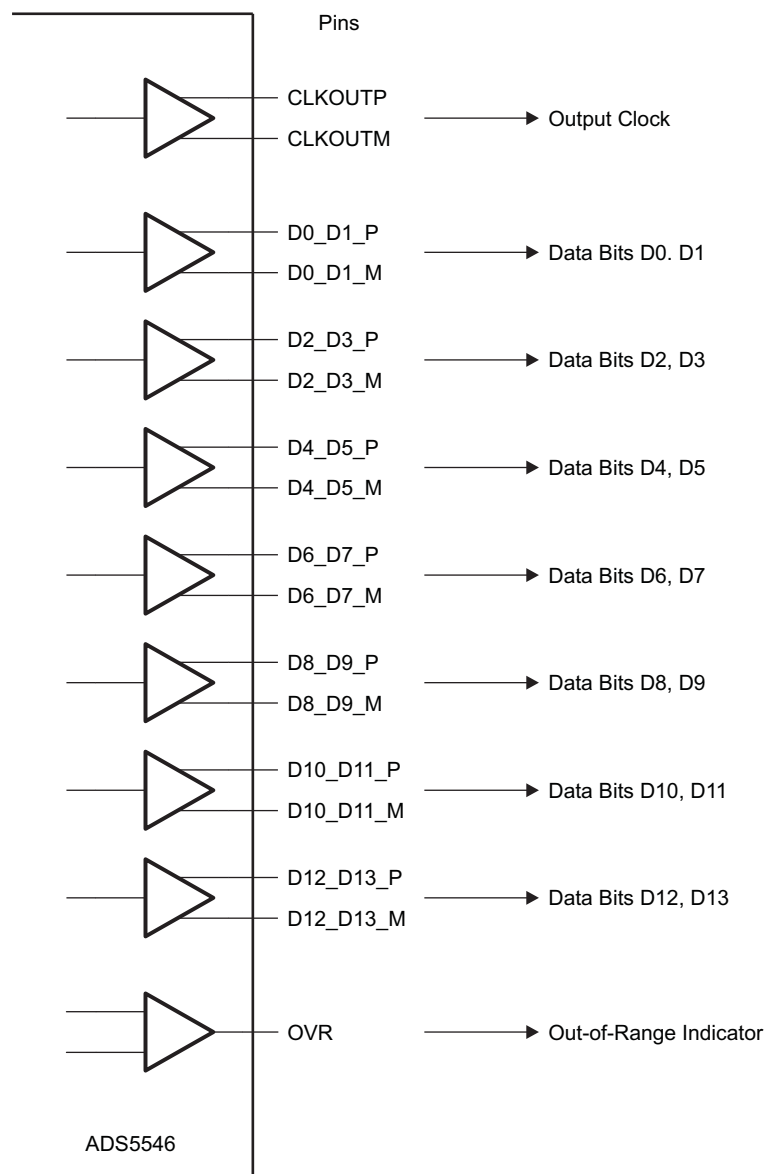 Pins
CLKOUTP
CLKOUTM
Output Clock
D0_D1_P
D0_D1_M
Data Bits D0. D1
D2_D3_P
D2_D3_M
Data Bits D2, D3
D4_D5_P
D4_D5_M
Data Bits D4, D5
D6_D7_P
D6_D7_M
Data Bits D6, D7
D8_D9_P
D8_D9_M
Data Bits D8, D9
D10_D11_P
D10_D11_M
Data Bits D10, D11
D12_D13_P
D12_D13_M
Data Bits D12, D13
OVR
Out-of-Range Indicator
ADS5546